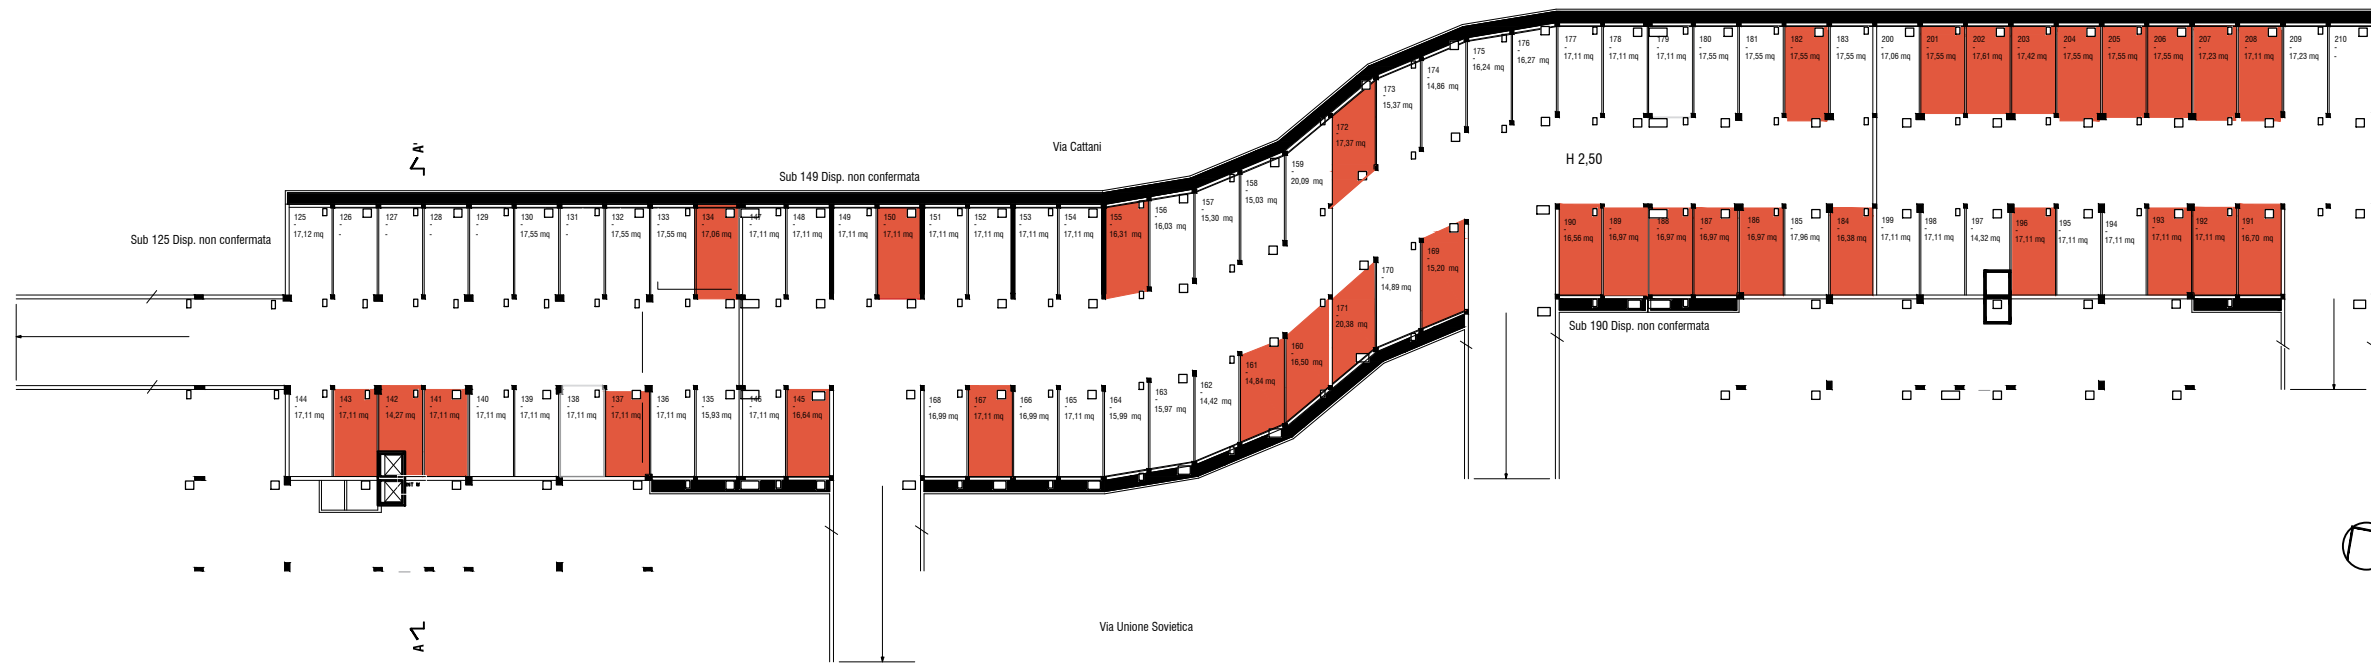 177
-
17,11 mq
178
-
17,11 mq
179
-
17,11 mq
180
-
17,55 mq
181
-
17,55 mq
182
-
17,55 mq
183
-
17,55 mq
200
-
17,06 mq
201
-
17,55 mq
202
-
17,61 mq
203
-
17,42 mq
204
-
17,55 mq
205
-
17,55 mq
206
-
17,55 mq
207
-
17,23 mq
208
-
17,11 mq
209
-
17,23 mq
210
-
-
176
-
16,27 mq
175
-
16,24 mq
174
-
14,86 mq
173
-
15,37 mq
172
-
17,37 mq
A'
Via Cattani
H 2,50
Sub 149 Disp. non confermata
159
-
20,09 mq
158
-
15,03 mq
157
-
15,30 mq
156
-
16,03 mq
155
-
16,31 mq
Sub 125 Disp. non confermata
125
-
17,12 mq
126
-
-
127
-
-
128
-
-
129
-
-
130
-
17,55 mq
131
-
-
132
-
17,55 mq
133
-
17,55 mq
134
-
17,06 mq
147
-
17,11 mq
148
-
17,11 mq
149
-
17,11 mq
150
-
17,11 mq
151
-
17,11 mq
152
-
17,11 mq
153
-
17,11 mq
154
-
17,11 mq
190
-
16,56 mq
189
-
16,97 mq
188
-
16,97 mq
187
-
16,97 mq
186
-
16,97 mq
185
-
17,96 mq
184
-
16,38 mq
199
-
17,11 mq
198
-
17,11 mq
197
-
14,32 mq
196
-
17,11 mq
195
-
17,11 mq
194
-
17,11 mq
193
-
17,11 mq
192
-
17,11 mq
191
-
16,70 mq
169
-
15,20 mq
170
-
14,89 mq
171
-
20,38 mq
160
-
16,50 mq
161
-
14,84 mq
Sub 190 Disp. non confermata
144
-
17,11 mq
143
-
17,11 mq
142
-
14,27 mq
141
-
17,11 mq
140
-
17,11 mq
139
-
17,11 mq
138
-
17,11 mq
137
-
17,11 mq
136
-
17,11 mq
135
-
15,93 mq
146
-
17,11 mq
145
-
16,64 mq
168
-
16,99 mq
167
-
17,11 mq
166
-
16,99 mq
165
-
17,11 mq
164
-
15,99 mq
163
-
15,97 mq
162
-
14,42 mq
A
Via Unione Sovietica